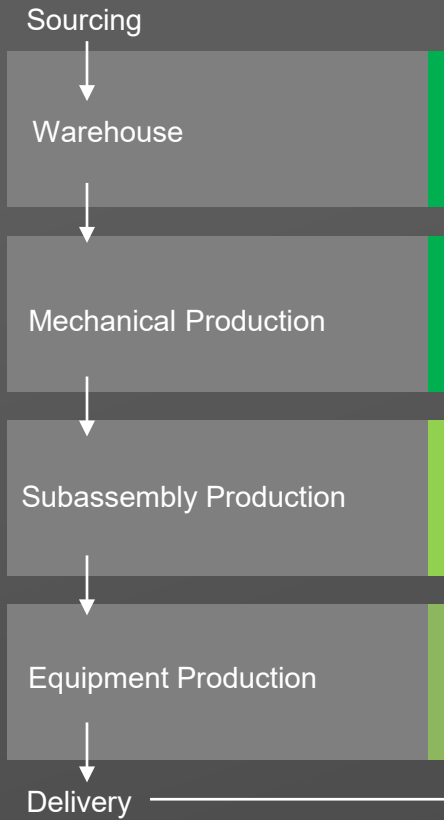 Sourcing
Warehouse
Mechanical Production
Subassembly Production
Equipment Production
Delivery